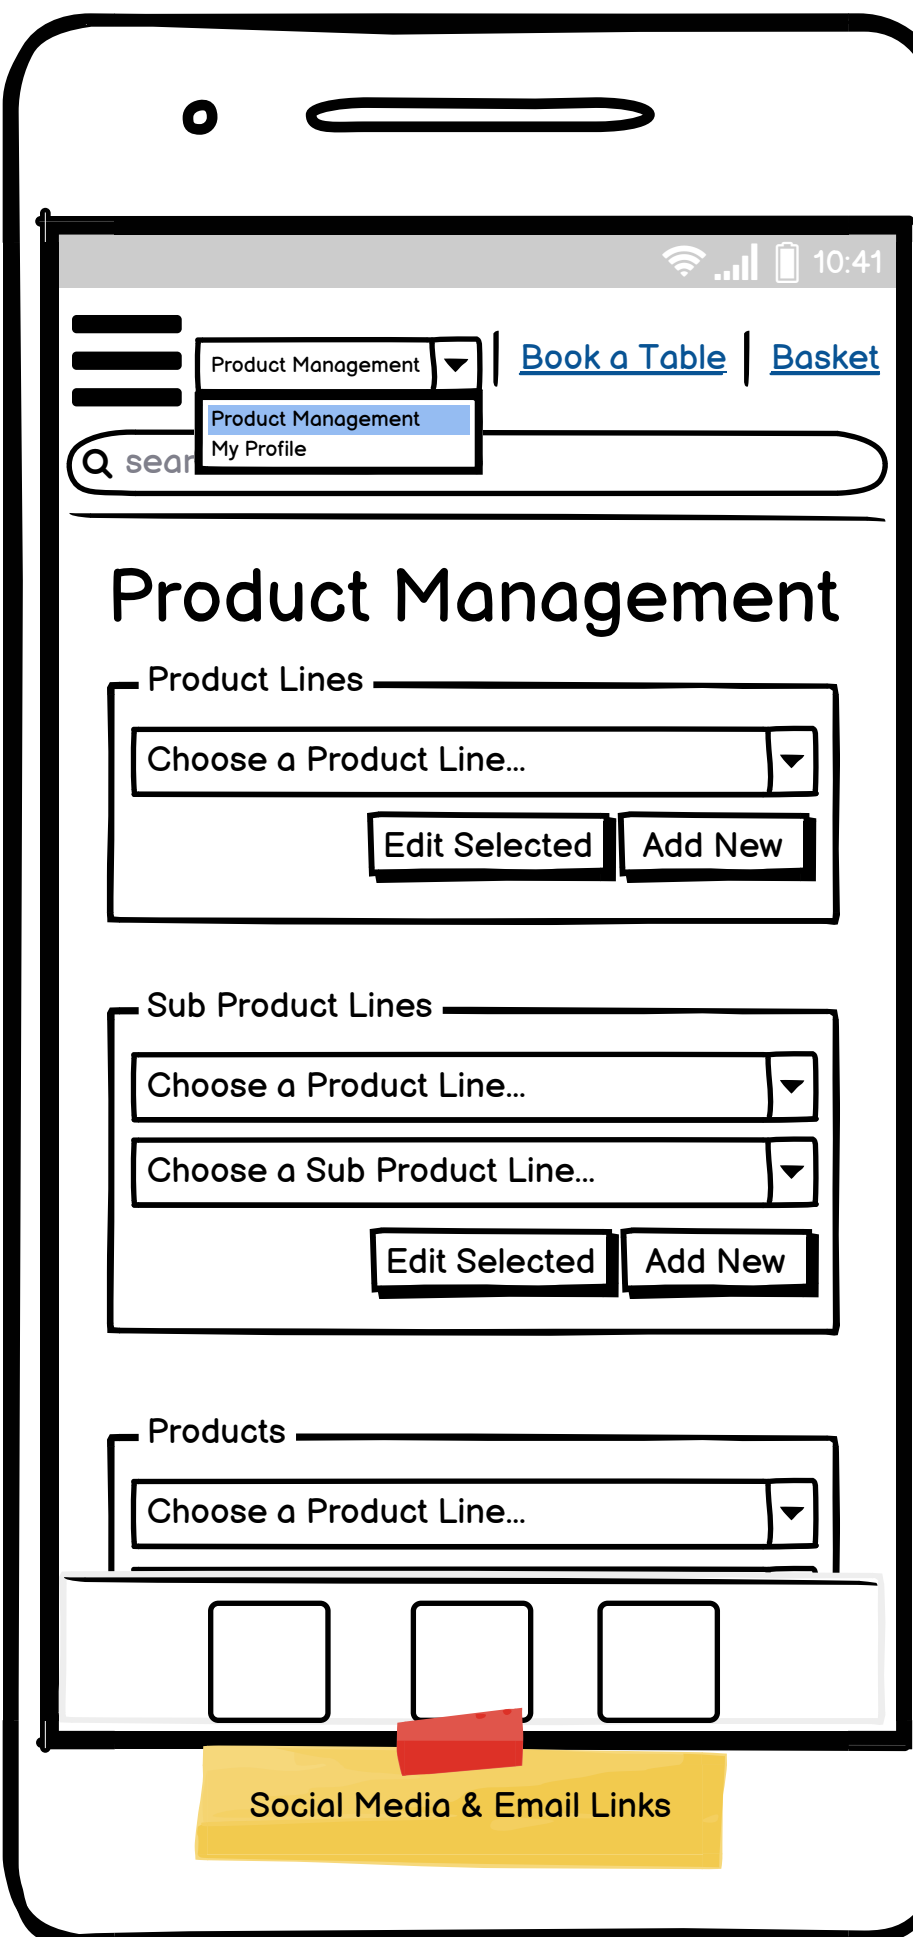 10:41
Product Management
Book a Table
Basket
Product Management
My Profile
sear
Product Management
Product Lines
Choose a Product Line...
Edit Selected
Add New
Sub Product Lines
Choose a Product Line...
Choose a Sub Product Line...
Edit Selected
Add New
Products
Choose a Product Line...
Social Media & Email Links